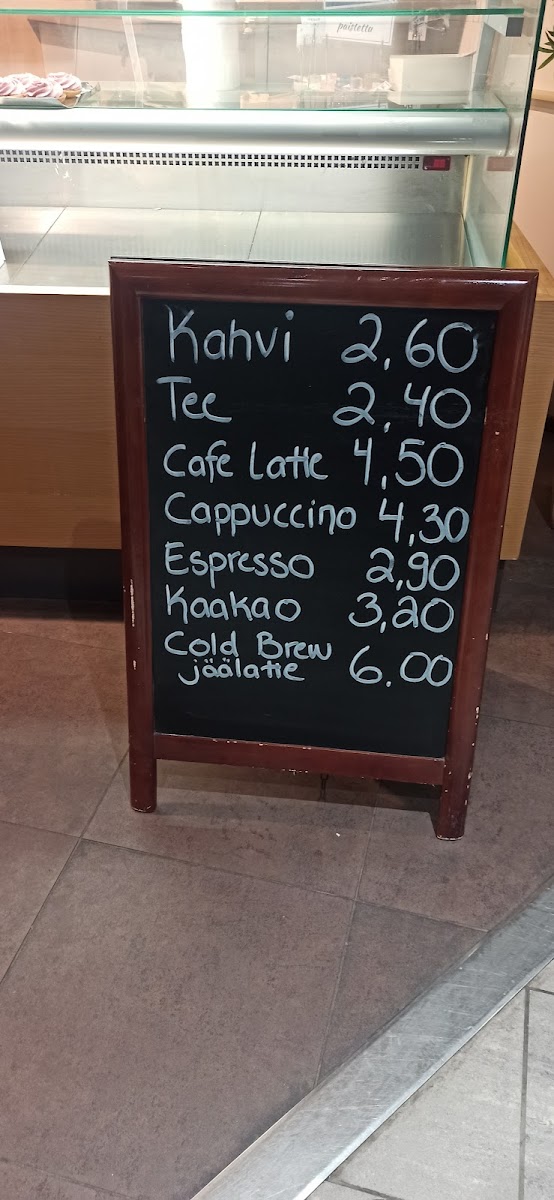 paistettu
Kahvi 2,60
Tee 2,40
Cafe Latte 4,50
Cappuccino 4,30
Espresso 2,90
Kaakao 3,20
Cold Brew
jäälatte 6.00